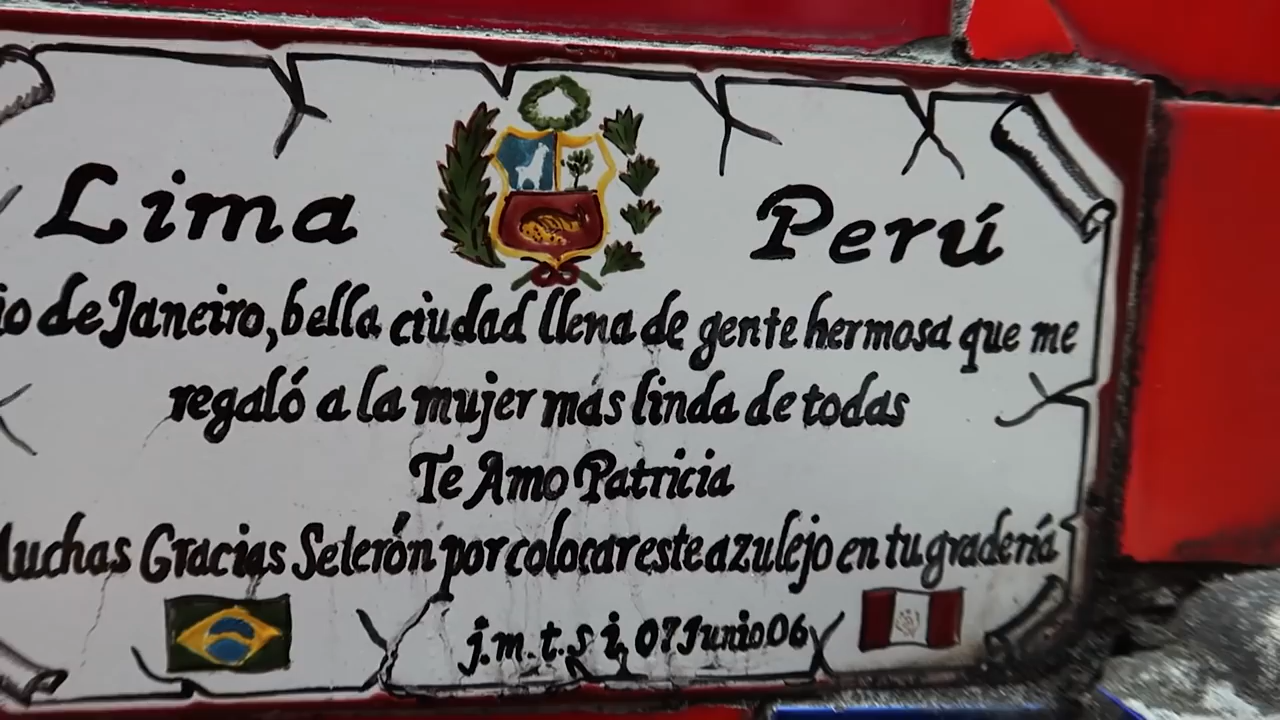 Lima Perú
io de Janeiro, bella ciudad llena de gente hermosa que me
regaló a la mujer más linda de todas
Te Amo Patricia
uchas Gracias Seterón por colocar este azulejo en tu gradería
j.m.t.s i, 07 Junio 06